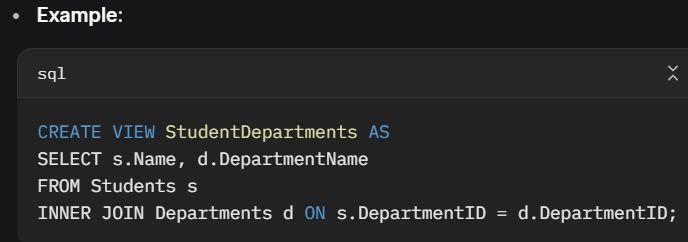 • Example:
sql
CREATE VIEW StudentDepartments AS
SELECT s.Name, d.DepartmentName
FROM Students s
INNER JOIN Departments d ON s.DepartmentID = d.DepartmentID;